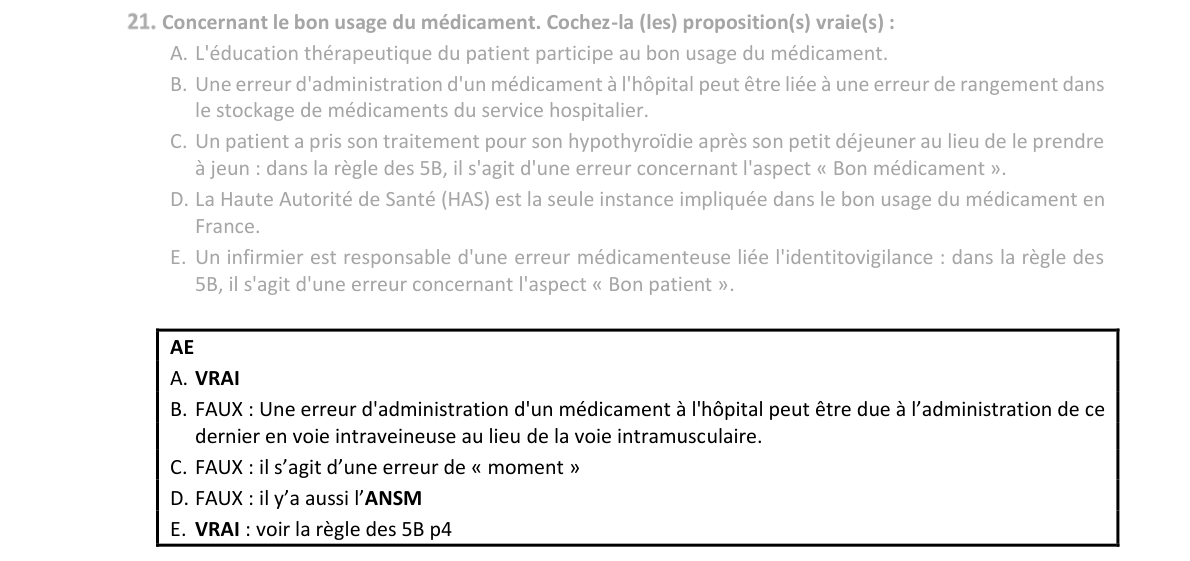 21. Concernant le bon usage du médicament. Cochez-la (les) proposition(s) vraie(s) :
A. L'éducation thérapeutique du patient participe au bon usage du médicament.
B. Une erreur d'administration d'un médicament à l'hôpital peut être liée à une erreur de rangement dans
le stockage de médicaments du service hospitalier.
C. Un patient a pris son traitement pour son hypothyroïdie après son petit déjeuner au lieu de le prendre
à jeun : dans la règle des 5B, il s'agit d'une erreur concernant l'aspect « Bon médicament ».
D. La Haute Autorité de Santé (HAS) est la seule instance impliquée dans le bon usage du médicament en
France.
E. Un infirmier est responsable d'une erreur médicamenteuse liée l'identitovigilance : dans la règle des
5B, il s'agit d'une erreur concernant l'aspect « Bon patient ».
AE
A. VRAI
B. FAUX : Une erreur d'administration d'un médicament à l'hôpital peut être due à l’administration de ce
dernier en voie intraveineuse au lieu de la voie intramusculaire.
C. FAUX : il s’agit d’une erreur de « moment »
D. FAUX : il y’a aussi l’ANSM
E. VRAI : voir la règle des 5B p4